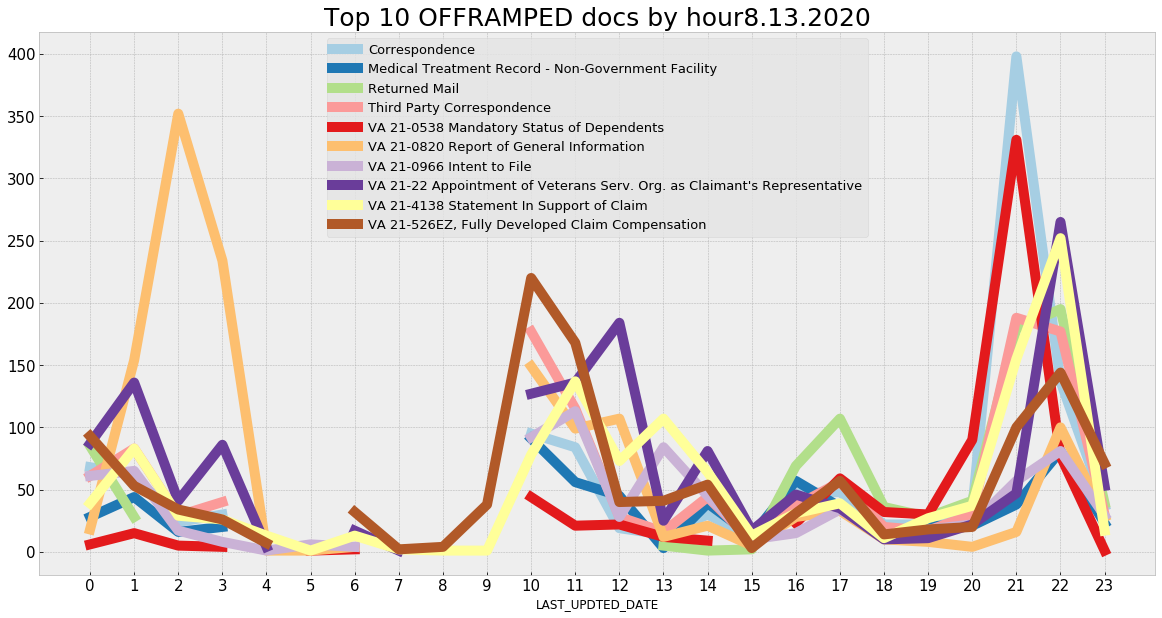 Top 10 OFFRAMPED docs by hour8.13.2020
Correspondence
Medical Treatment Record - Non-Government Facility
Returned Mail
Third Party Correspondence
VA 21-0538 Mandatory Status of Dependents
VA 21-0820 Report of General Information
VA 21-0966 Intent to File
VA 21-22 Appointment of Veterans Serv. Org. as Claimant's Representative
VA 21-4138 Statement In Support of Claim
VA 21-526EZ, Fully Developed Claim Compensation
400
350
300
250
200
150
100
50
0
0 1 2 3 4 5 6 7 8 9 10 11 12 13 14 15 16 17 18 19 20 21 22 23
LAST_UPDTED_DATE